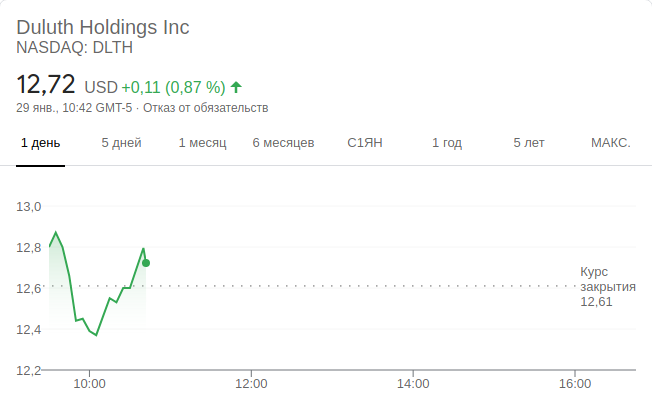 Duluth Holdings Inc
NASDAQ: DLTH
12,72 USD +0,11 (0,87 %)
29 янв., 10:42 GMT-5 · Отказ от обязательств
1 день 5 дней 1 месяц 6 месяцев С1ЯН 1 год 5 лет МАКС.
13,0
12,8
12,6
12,4
12,2
Курс
закрытия
12,61
10:00 12:00 14:00 16:00